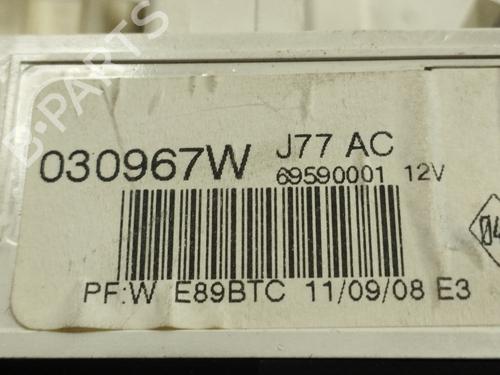 B-PARTS
030967W J77 AC
69590001 12V
PF:W E89BTC 11/09/08 E3